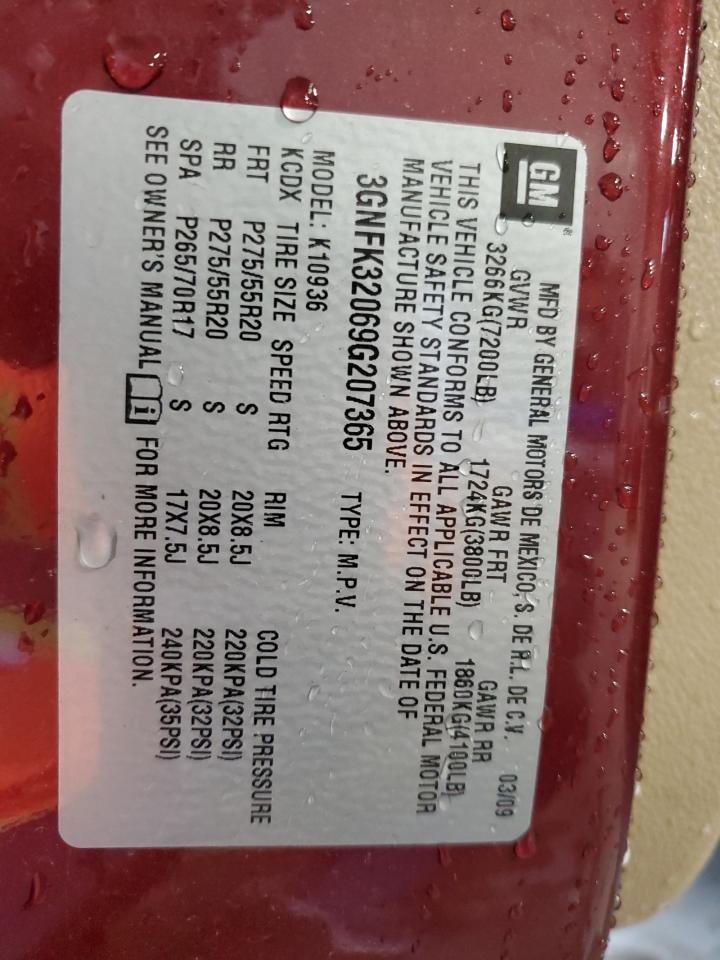 GM®
MFD BY GENERAL MOTORS DE MEXICO, S. DE R.L. DE C.V. 03/09
GVWR GAWR FRT GAWR RR
3266KG(7200LB) 1724KG(3800LB) 1860KG(4100LB)
THIS VEHICLE CONFORMS TO ALL APPLICABLE U.S. FEDERAL MOTOR
VEHICLE SAFETY STANDARDS IN EFFECT ON THE DATE OF
MANUFACTURE SHOWN ABOVE.
3GNFK32069G207365 TYPE: M.P.V.
MODEL: K10936
KCDX TIRE SIZE SPEED RTG RIM COLD TIRE PRESSURE
FRT P275/55R20 S 20X8.5J 220KPA(32PSI)
RR P275/55R20 S 20X8.5J 220KPA(32PSI)
SPA P265/70R17 S 17X7.5J 240KPA(35PSI)
SEE OWNER'S MANUAL i FOR MORE INFORMATION.